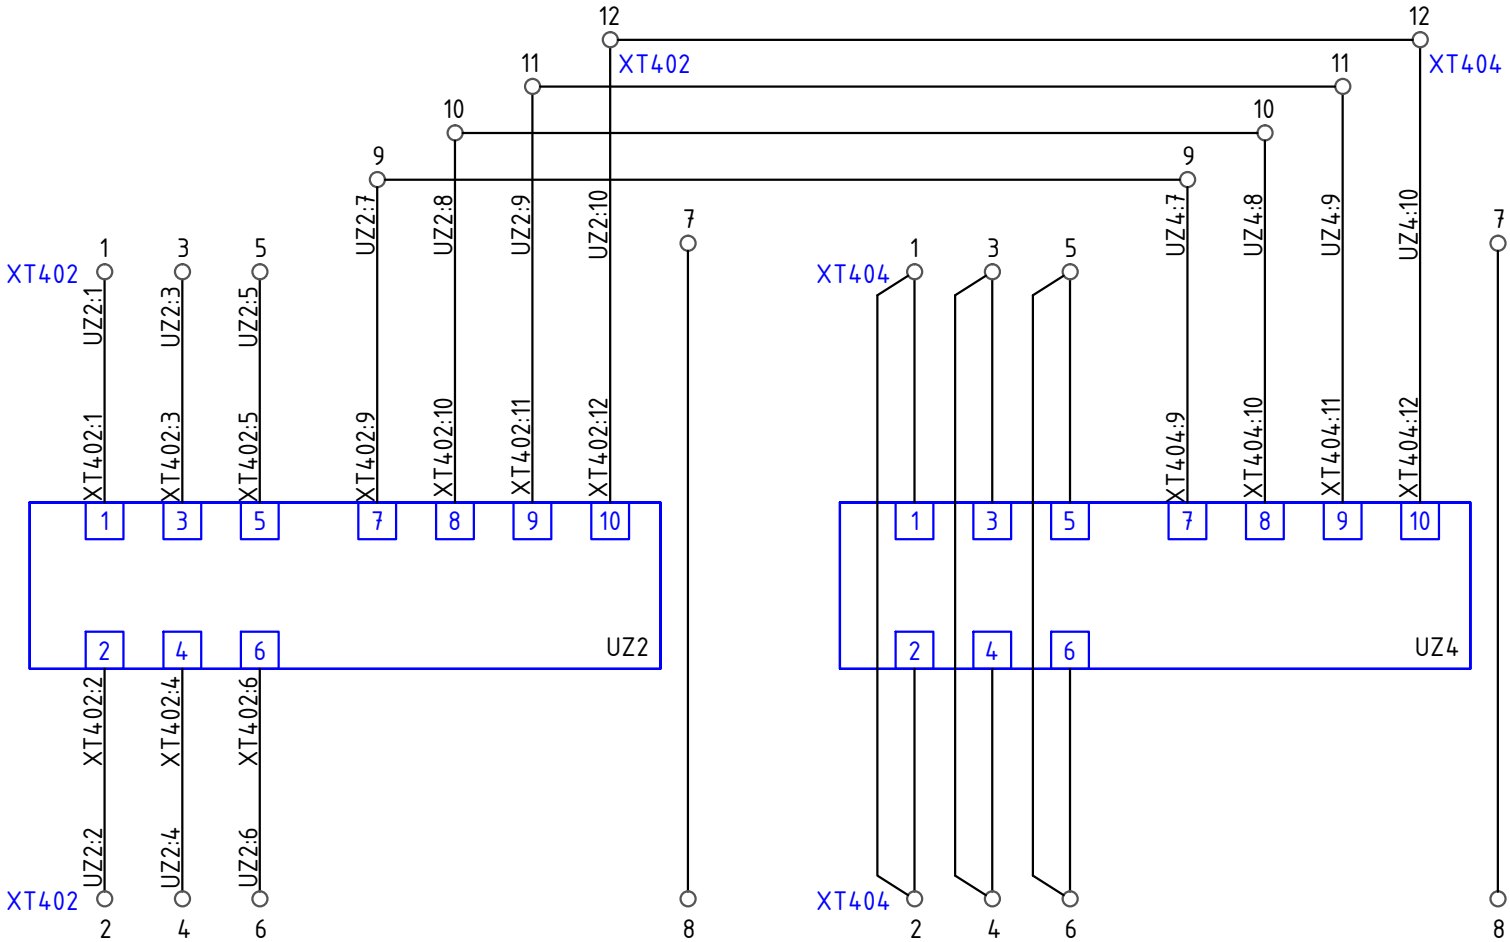 12 12
XT402 XT404
11 11
10 10
9 9
UZ2:7 UZ2:8 UZ2:9 UZ2:10 UZ4:7 UZ4:8 UZ4:9 UZ4:10
7 7
1 3 5 1 3 5
XT402 XT404
UZ2:1 UZ2:3 UZ2:5
XT402:1 XT402:3 XT402:5 XT402:9 XT402:10 XT402:11 XT402:12 XT404:9 XT404:10 XT404:11 XT404:12
1 3 5 7 8 9 10 1 3 5 7 8 9 10
2 4 6 UZ2 2 4 6 UZ4
XT402:2 XT402:4 XT402:6
UZ2:2 UZ2:4 UZ2:6
XT402 XT404
2 4 6 8 2 4 6 8